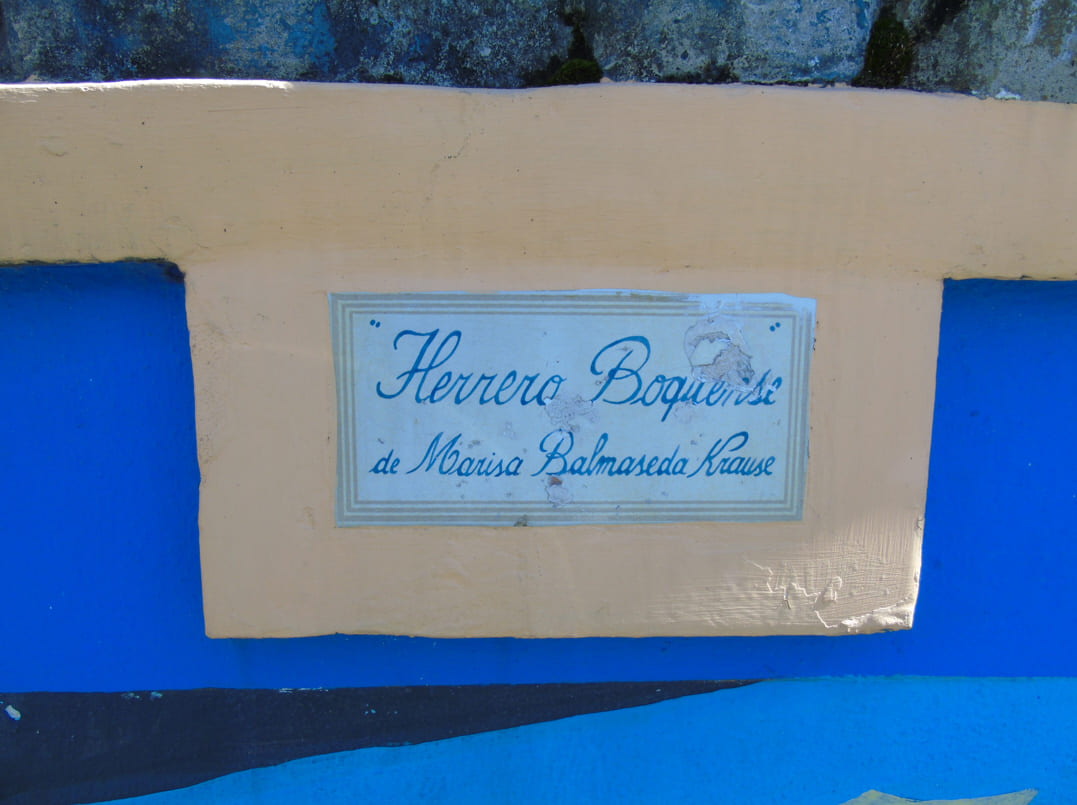 "Herrero Boquense"
de Marisa Balmaseda Krause